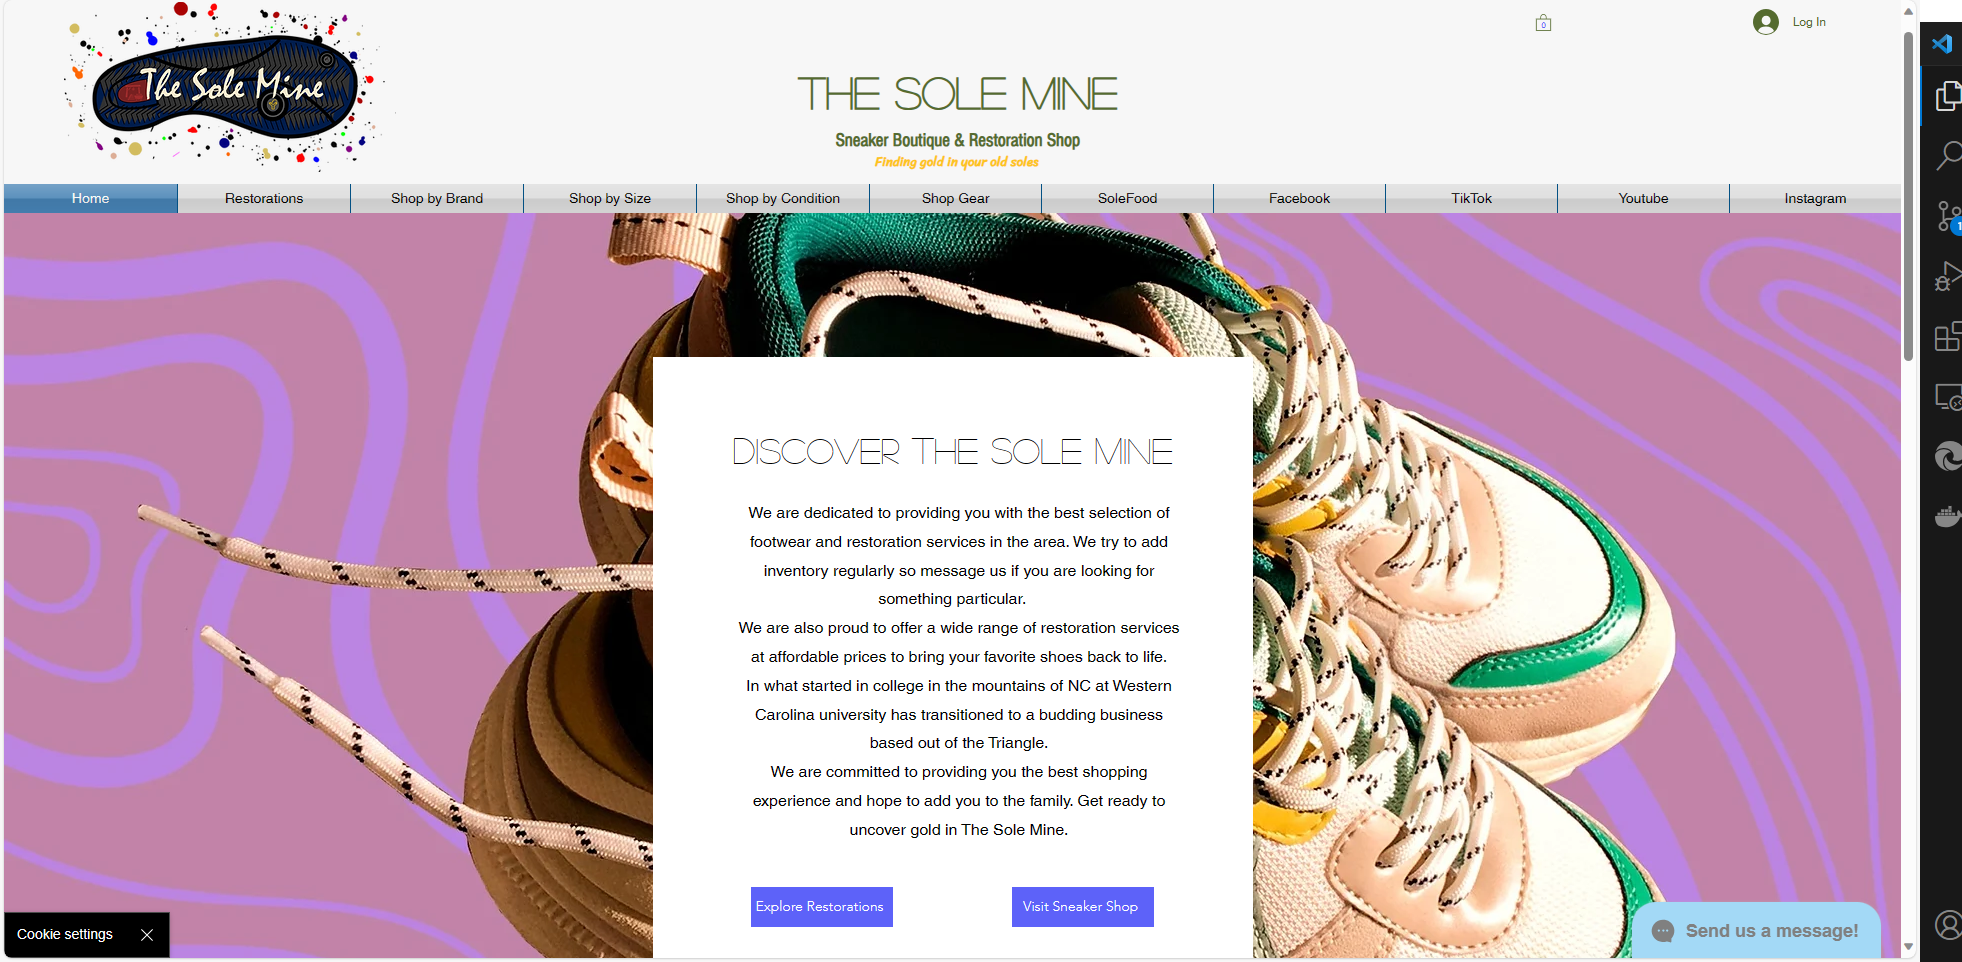 The Sole Mine
0
Log In
THE SOLE MINE
Sneaker Boutique & Restoration Shop
Finding gold in your old soles
Home
Restorations
Shop by Brand
Shop by Size
Shop by Condition
Shop Gear
SoleFood
Facebook
TikTok
Youtube
Instagram
DISCOVER THE SOLE MINE
We are dedicated to providing you with the best selection of
footwear and restoration services in the area. We try to add
inventory regularly so message us if you are looking for
something particular.
We are also proud to offer a wide range of restoration services
at affordable prices to bring your favorite shoes back to life.
In what started in college in the mountains of NC at Western
Carolina university has transitioned to a budding business
based out of the Triangle.
We are committed to providing you the best shopping
experience and hope to add you to the family. Get ready to
uncover gold in The Sole Mine.
Explore Restorations
Visit Sneaker Shop
Cookie settings
Send us a message!